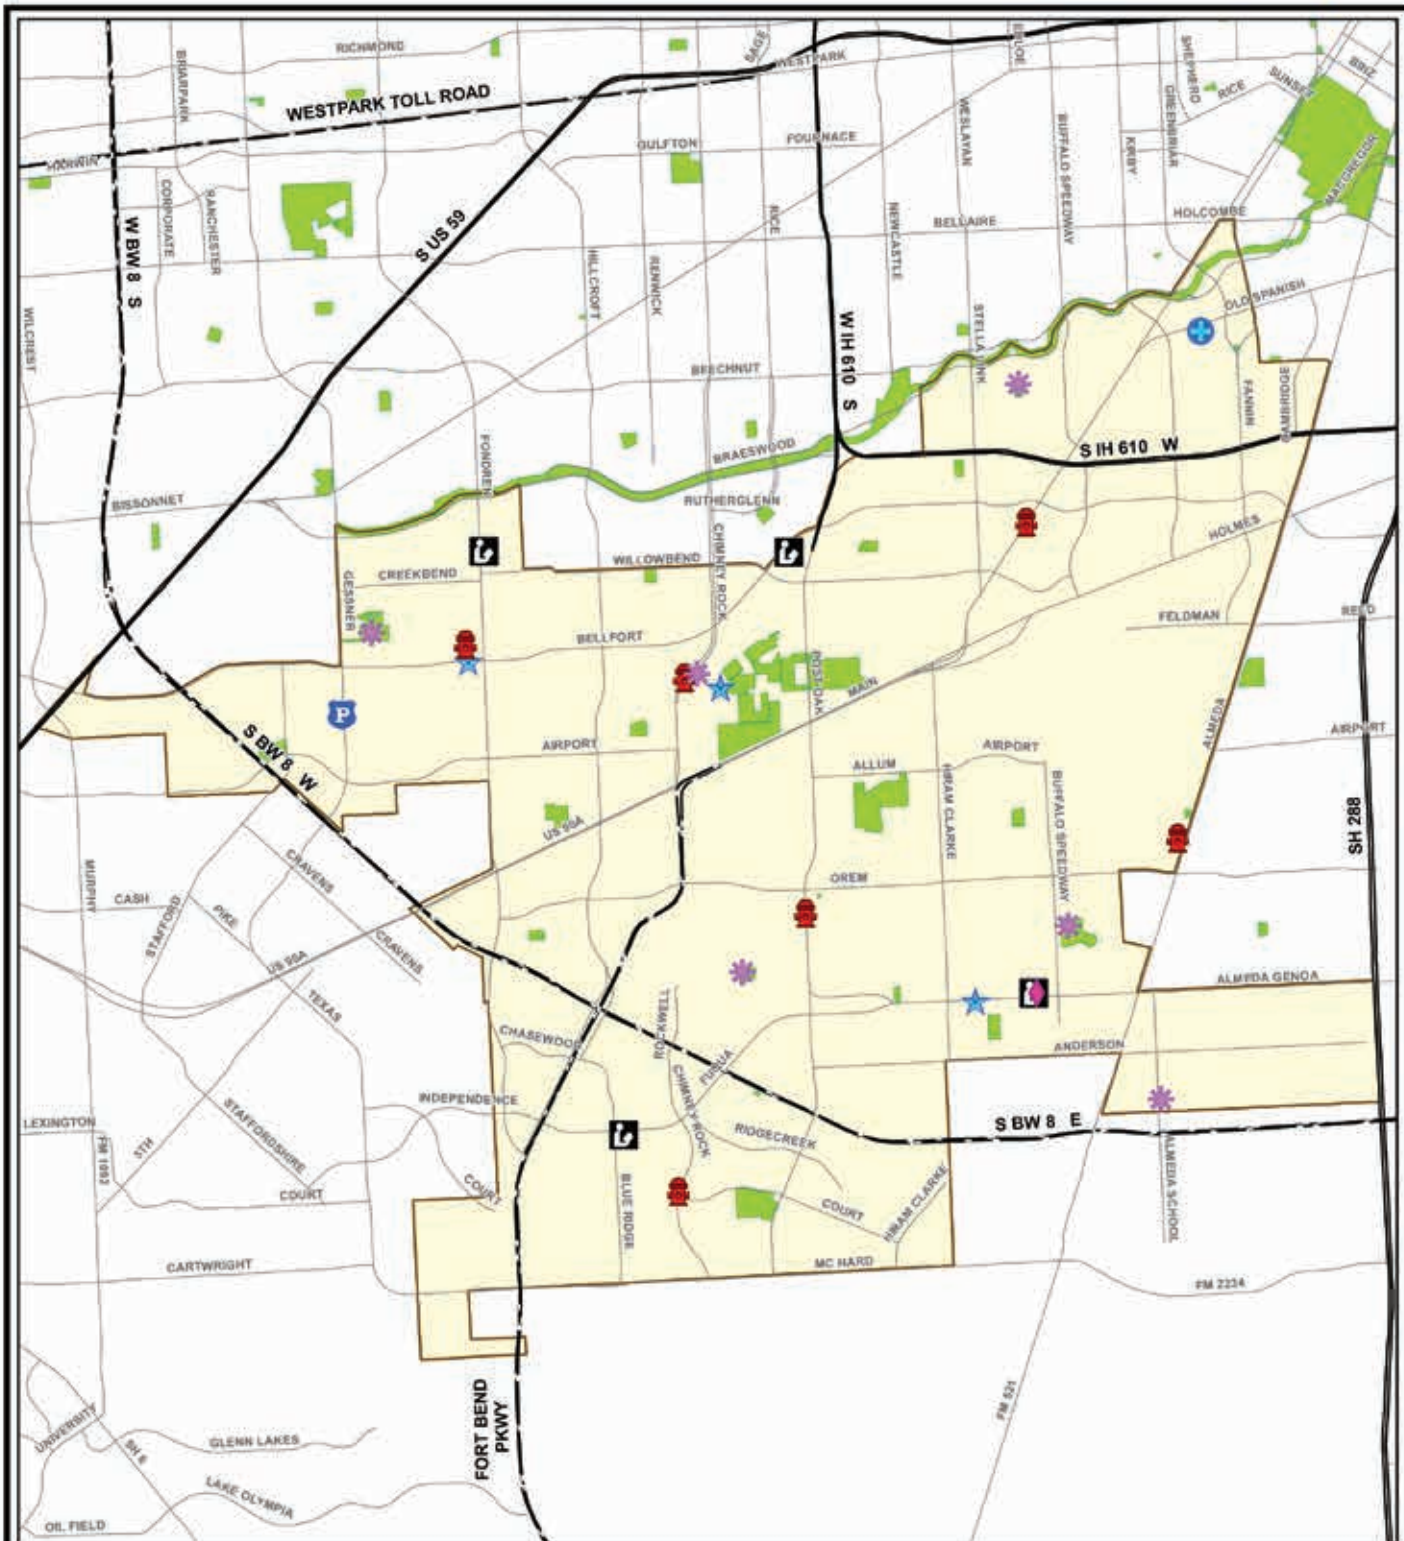 RICHMOND
SAGE
WESTPARK
SHEPHERD
BRIARPARK
WESTPARK TOLL ROAD
RICE
SUNSET
BINZ
HARWIN
GULFTON
FOURNACE
WESLAYAN
BUFFALO SPEEDWAY
KIRBY
GREENBRIAR
MACGREGOR
CORPORATE
RANCHESTER
S US 59
RICE
NEWCASTLE
BELLAIRE
HOLCOMBE
W BW 8 S
HILLCROFT
RENWICK
OLD SPANISH
WILCREST
W IH 610 S
STELLA LINK
BEECHNUT
FANNIN
CAMBRIDGE
FONDREN
BRAESWOOD
S IH 610 W
BISSONNET
RUTHERGLENN
HOLMES
CHIMNEY ROCK
WILLOWBEND
GESSNER
CREEKBEND
BELLFORT
FELDMAN
REED
POST OAK
MAIN
P
ALMEDA
AIRPORT
S BW 8 W
AIRPORT
ALLUM
AIRPORT
HIRAM CLARKE
BUFFALO SPEEDWAY
SH 288
US 90A
MURPHY
CRAVENS
CASH
OREM
STAFFORD
PIKE
CRAVENS
US 90A
ALMEDA GENOA
TEXAS
ROCKWELL
CHASEWOOD
FUQUA
ANDERSON
CHIMNEY ROCK
INDEPENDENCE
LEXINGTON
STAFFORDSHIRE
S BW 8 E
RIDGECREEK
5TH
FM 1092
ALMEDA SCHOOL
COURT
COURT
BLUE RIDGE
COURT
HIRAM CLARKE
CARTWRIGHT
MC HARD
FM 2234
FORT BEND
PKWY
FM 521
UNIVERSITY
SH 6
GLENN LAKES
LAKE OLYMPIA
OIL FIELD